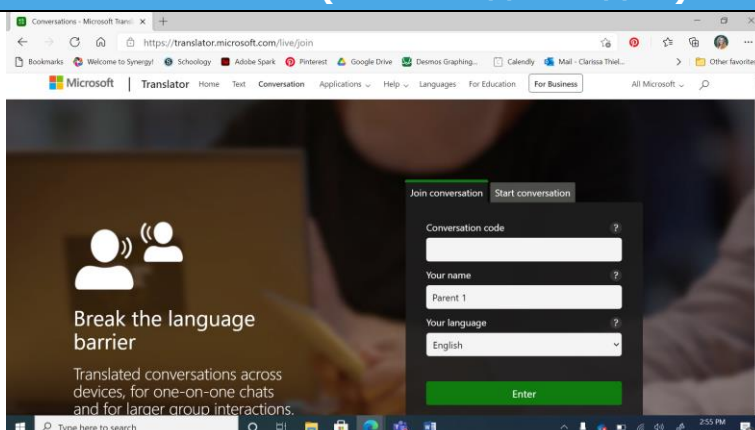 Conversations - Microsoft Transl
https://translator.microsoft.com/live/join
Bookmarks Welcome to Synergy! Schoology Adobe Spark Pinterest Google Drive Desmos Graphing... Calendly Mail - Clarissa Thiel... Other favorites
Microsoft Translator Home Text Conversation Applications Help Languages For Education For Business All Microsoft
Join conversation Start conversation
Conversation code ?
Your name ?
Parent 1
Your language ?
English
Enter
Break the language
barrier
Translated conversations across
devices, for one-on-one chats
and for larger group interactions.
Type here to search 2:55 PM